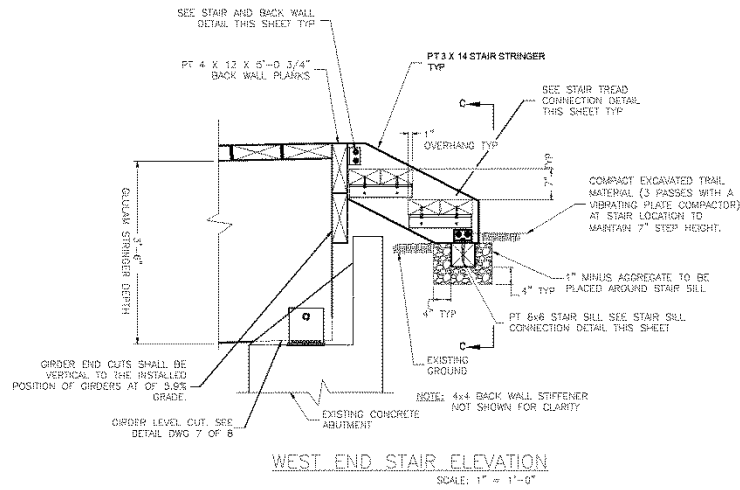 SEE STAIR AND BACK WALL
DETAIL THIS SHEET TYP
PT 4 X 12 X 5'-0 3/4"
BACK WALL PLANKS
PT 3 X 14 STAIR STRINGER
TYP
SEE STAIR TREAD
CONNECTION DETAIL
THIS SHEET TYP
C
1"
OVERHANG TYP
7" TYP
COMPACT EXCAVATED TRAIL
MATERIAL (3 PASSES WITH A
VIBRATING PLATE COMPACTOR)
AT STAIR LOCATION TO
MAINTAIN 7" STEP HEIGHT.
GLULAM STRINGER DEPTH
3'-6"
1" MINUS AGGREGATE TO BE
PLACED AROUND STAIR SILL
4" TYP
4" TYP
PT 6x6 STAIR SILL SEE STAIR SILL
CONNECTION DETAIL THIS SHEET
C
EXISTING
GROUND
GIRDER END CUTS SHALL BE
VERTICAL TO THE INSTALLED
POSITION OF GIRDERS AT OF 5.9%
GRADE.
NOTE: 4x4 BACK WALL STIFFENER
NOT SHOWN FOR CLARITY
EXISTING CONCRETE
ABUTMENT
GIRDER LEVEL CUT. SEE
DETAIL DWG 7 OF 8
WEST END STAIR ELEVATION
SCALE: 1" = 1'-0"